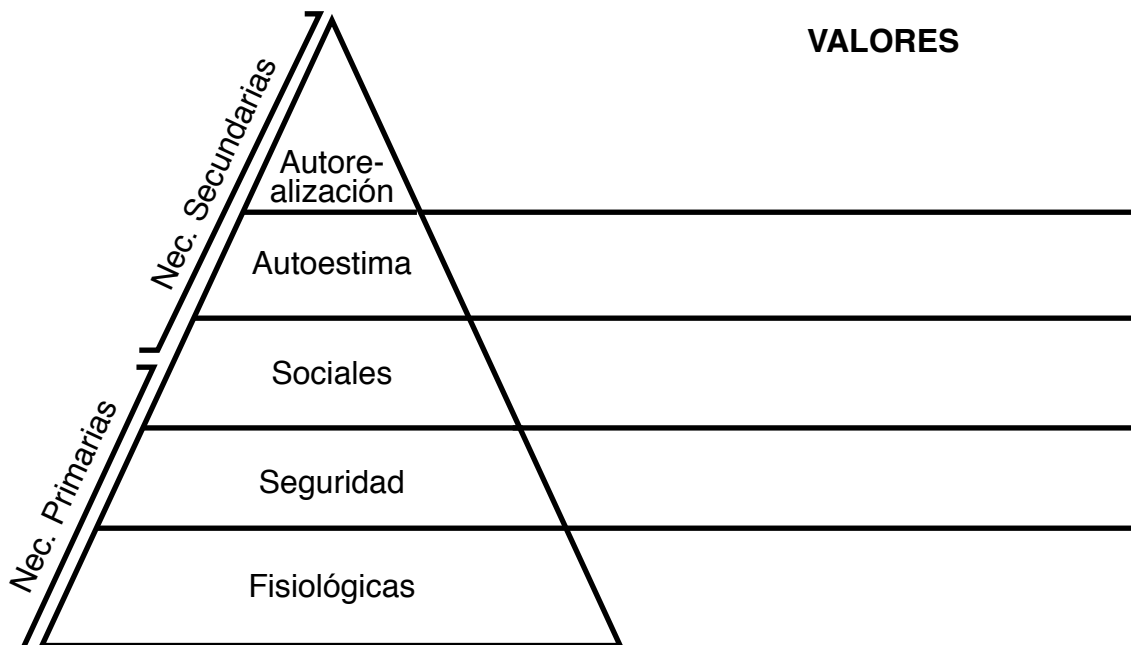 VALORES
Nec. Secundarias
Autore-
alización
Autoestima
Sociales
Nec. Primarias
Seguridad
Fisiológicas